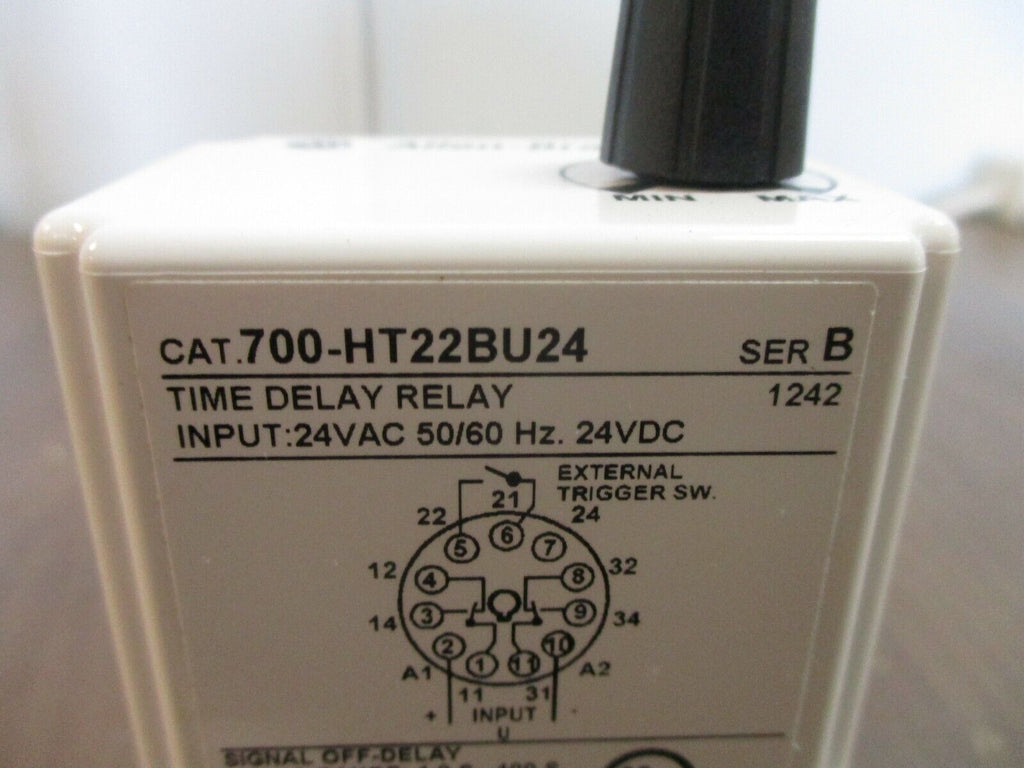 MIN MAX
CAT.700-HT22BU24 SER B
TIME DELAY RELAY 1242
INPUT:24VAC 50/60 Hz. 24VDC
EXTERNAL
TRIGGER SW.
21
22 24
6
5 7
12 4 8 32
3 9
14 34
2 10
1 11
A1 A2
11 31
+ INPUT -
U
SIGNAL OFF-DELAY